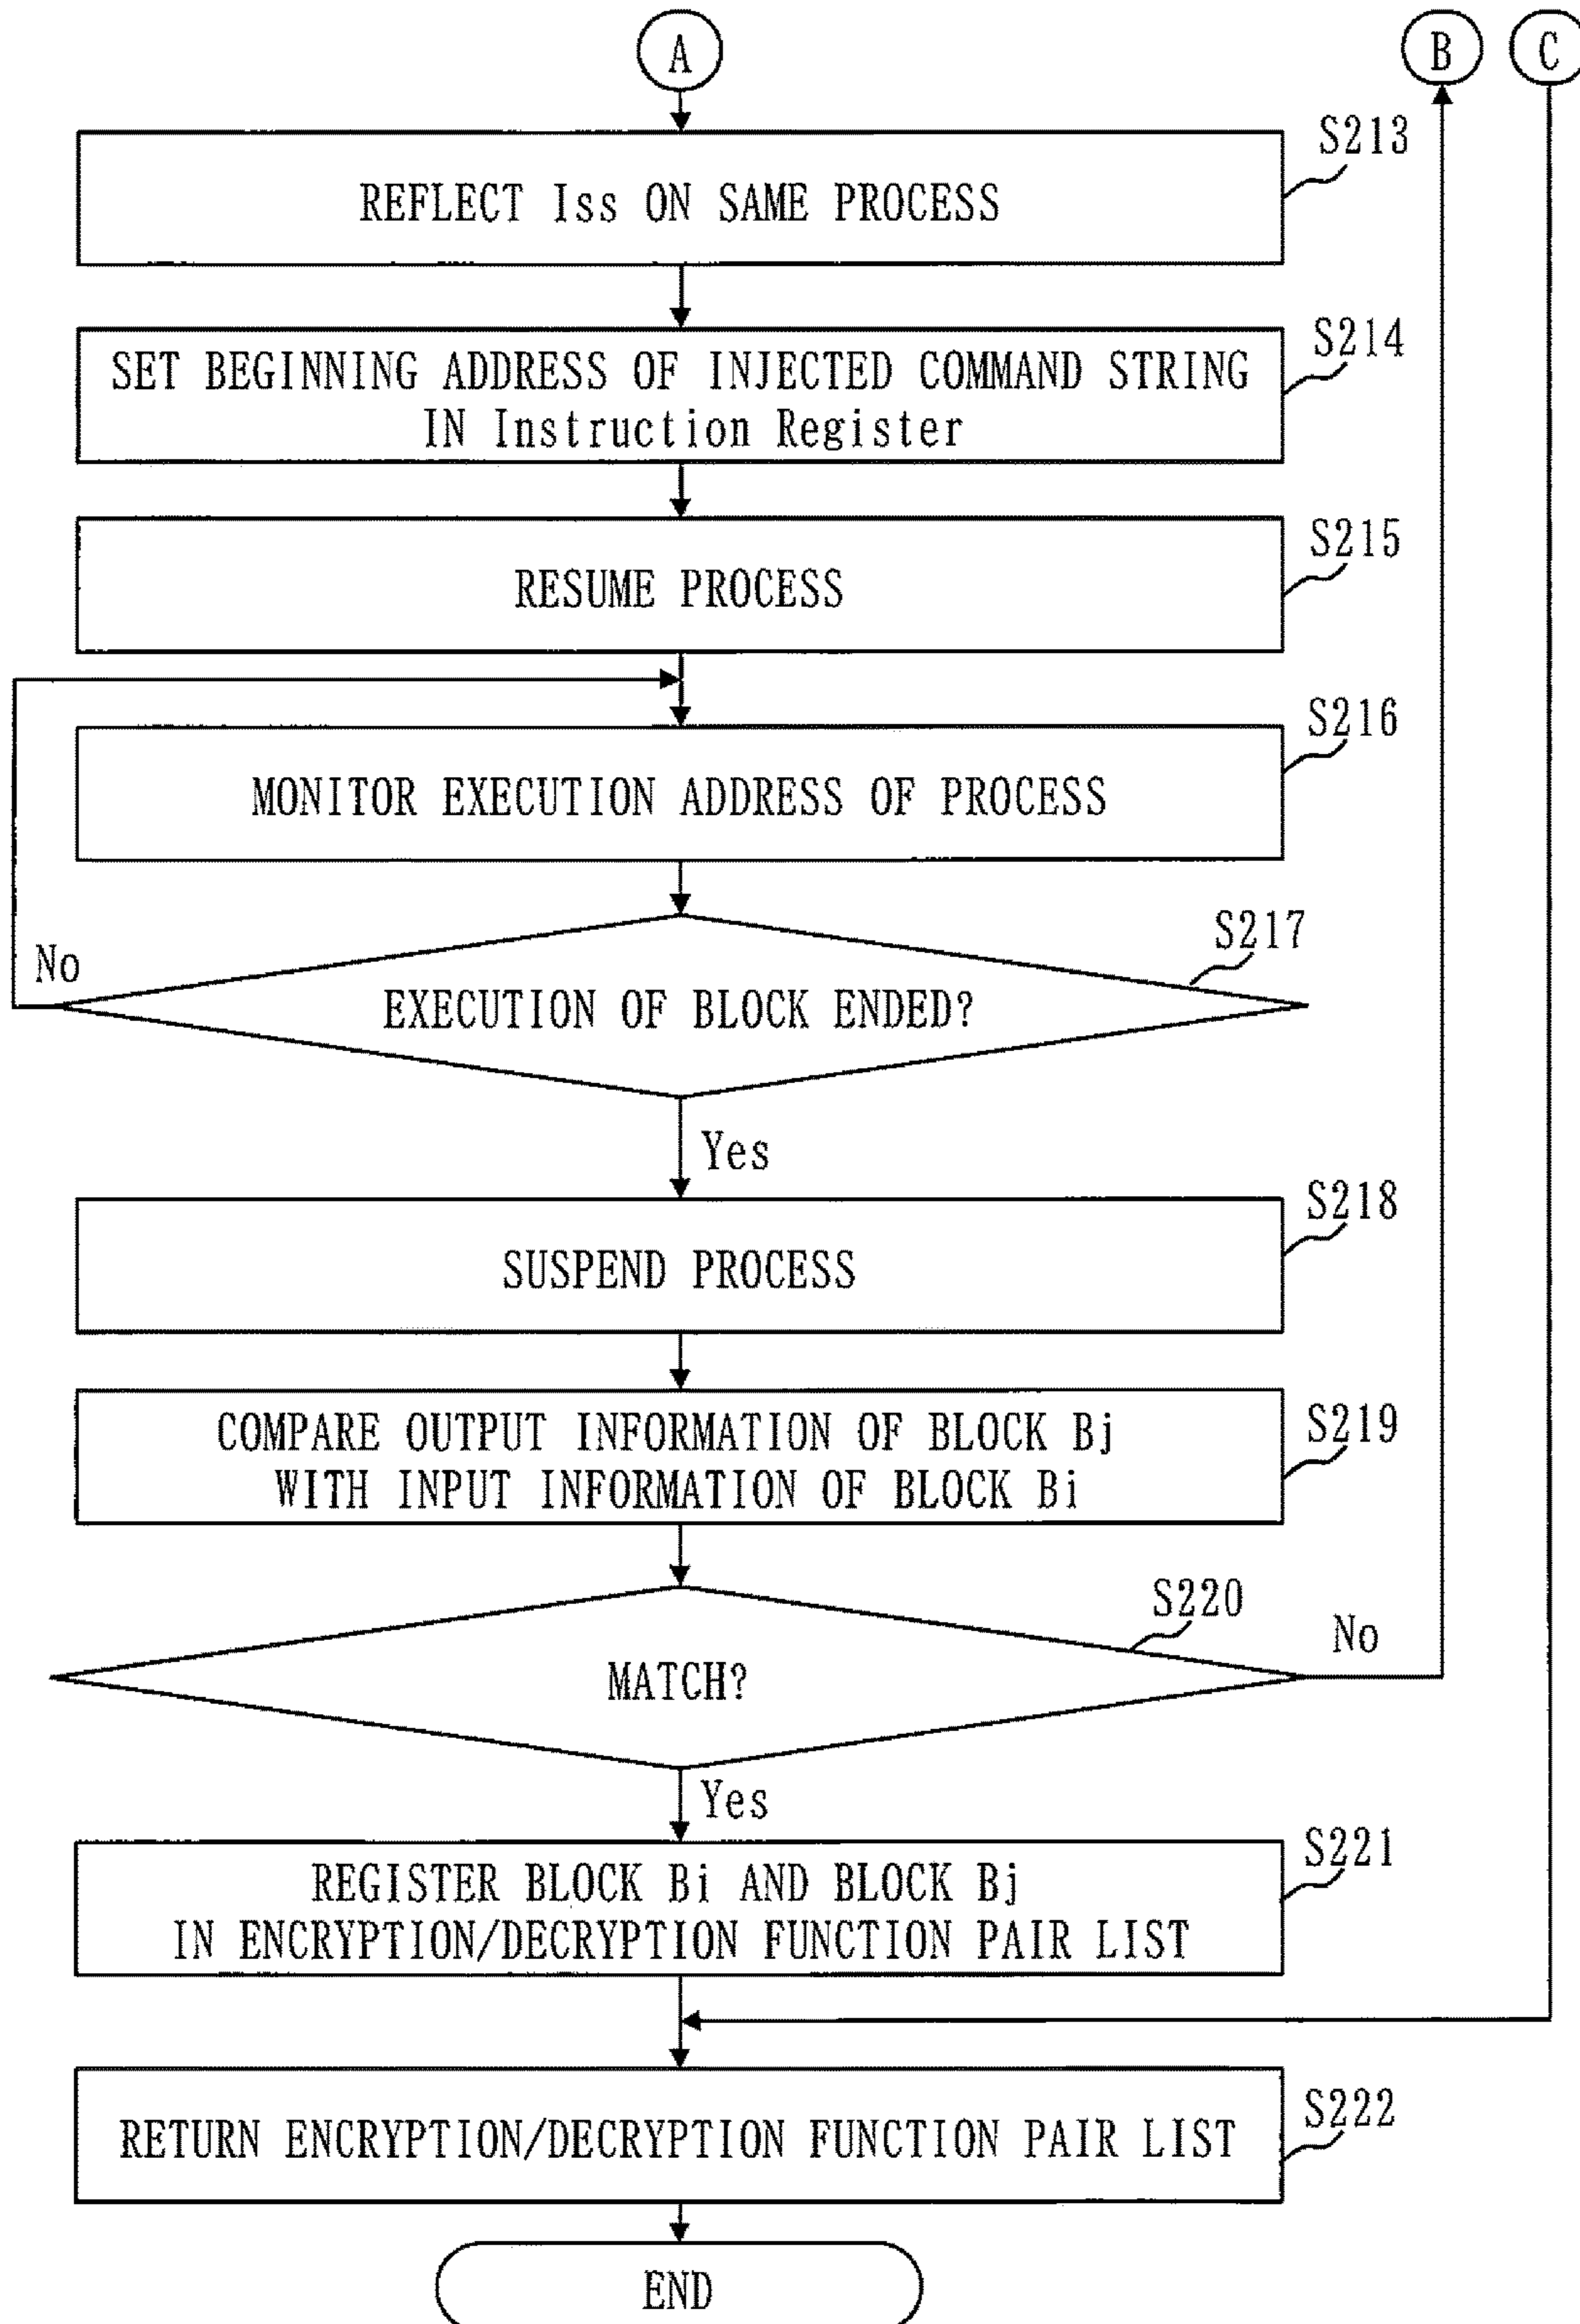 A
B
C
S213
REFLECT Iss ON SAME PROCESS
S214
SET BEGINNING ADDRESS OF INJECTED COMMAND STRING
IN Instruction Register
S215
RESUME PROCESS
S216
MONITOR EXECUTION ADDRESS OF PROCESS
S217
No
EXECUTION OF BLOCK ENDED?
Yes
S218
SUSPEND PROCESS
S219
COMPARE OUTPUT INFORMATION OF BLOCK Bj
WITH INPUT INFORMATION OF BLOCK Bi
S220
No
MATCH?
Yes
S221
REGISTER BLOCK Bi AND BLOCK Bj
IN ENCRYPTION/DECRYPTION FUNCTION PAIR LIST
S222
RETURN ENCRYPTION/DECRYPTION FUNCTION PAIR LIST
END